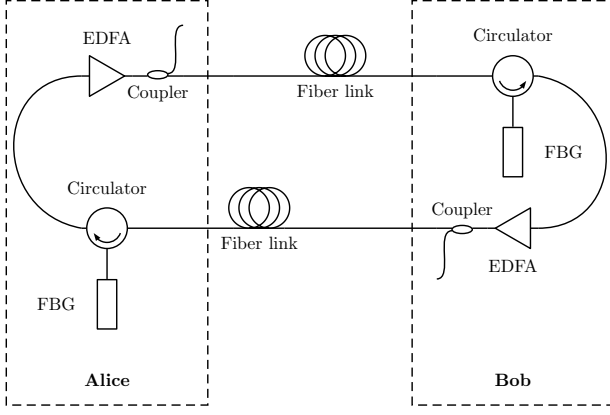 EDFA
Coupler
Fiber link
Circulator
FBG
Circulator
Fiber link
Coupler
EDFA
FBG
Alice
Bob